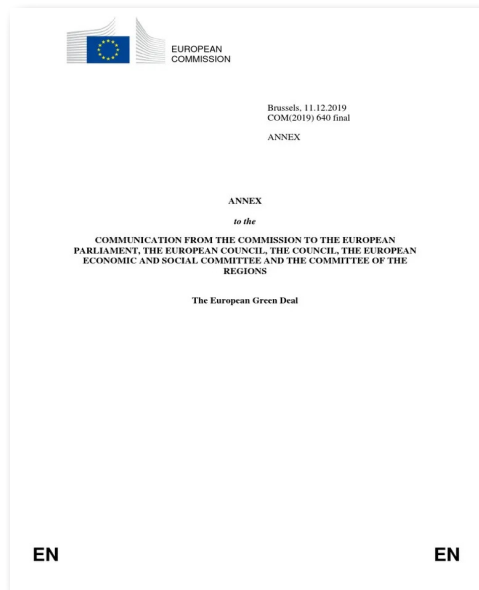 EUROPEAN
COMMISSION
Brussels, 11.12.2019
COM(2019) 640 final
ANNEX
ANNEX
to the
COMMUNICATION FROM THE COMMISSION TO THE EUROPEAN
PARLIAMENT, THE EUROPEAN COUNCIL, THE COUNCIL, THE EUROPEAN
ECONOMIC AND SOCIAL COMMITTEE AND THE COMMITTEE OF THE
REGIONS
The European Green Deal
EN EN